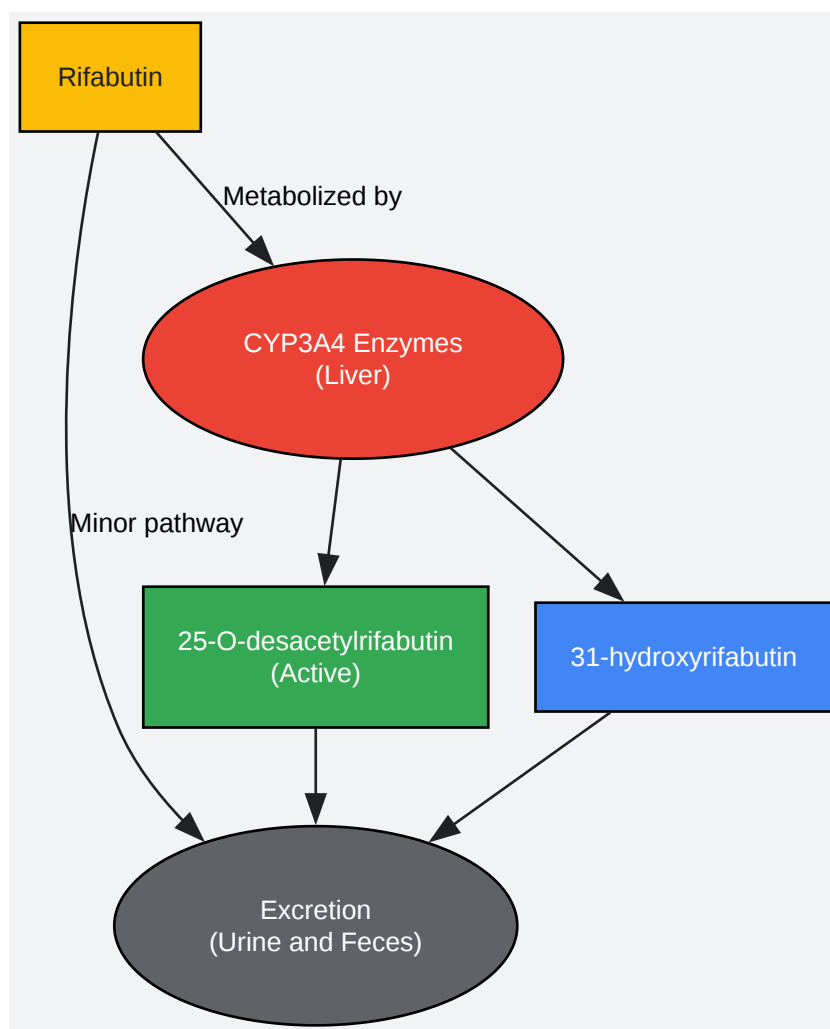 Rifabutin
Metabolized by
CYP3A4 Enzymes
(Liver)
Minor pathway
25-O-desacetylrifabutin
(Active)
31-hydroxyrifabutin
Excretion
(Urine and Feces)